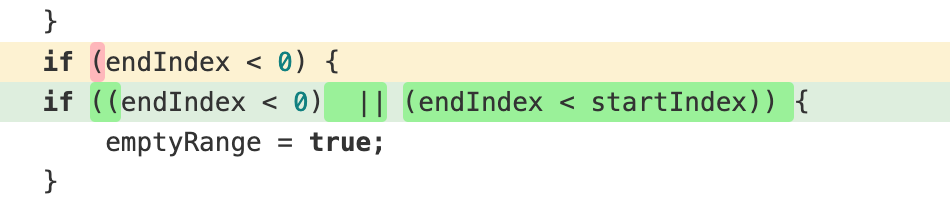 }
if (endIndex < 0) {
if ((endIndex < 0)  || (endIndex < startIndex)) {
    emptyRange = true;
}